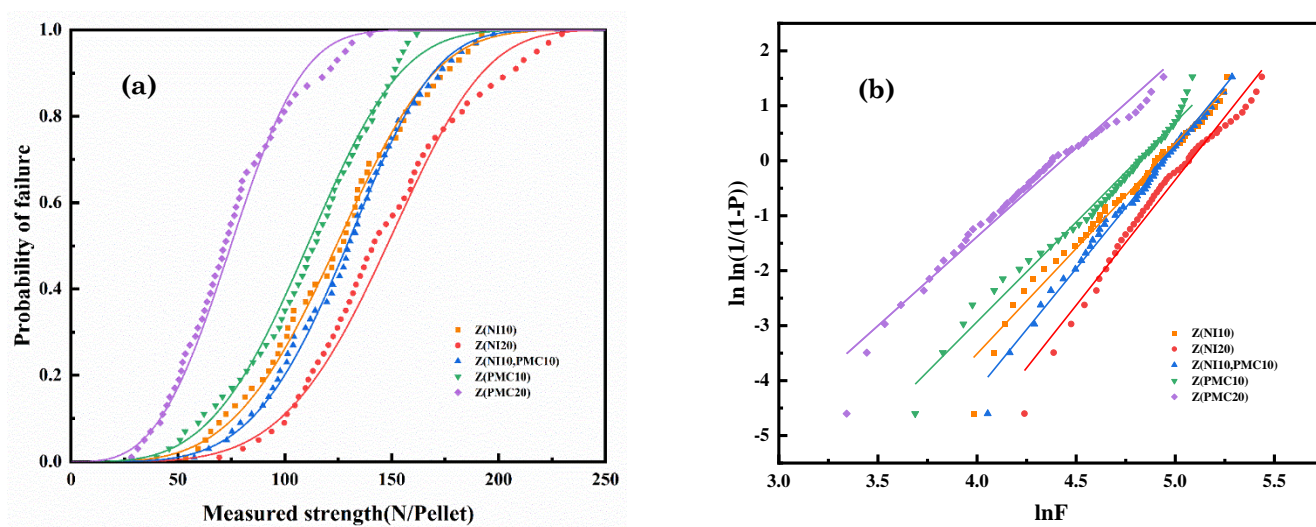 (a)
Probability of failure
1.0
0.8
0.6
0.4
0.2
0.0
0
50
100
150
200
250
Measured strength(N/Pellet)
Z(NI10)
Z(NI20)
Z(NI10,PMC10)
Z(PMC10)
Z(PMC20)
(b)
ln ln(1/(1-P))
2
1
0
-1
-2
-3
-4
-5
3.0
3.5
4.0
4.5
5.0
5.5
lnF
Z(NI10)
Z(NI20)
Z(NI10,PMC10)
Z(PMC10)
Z(PMC20)